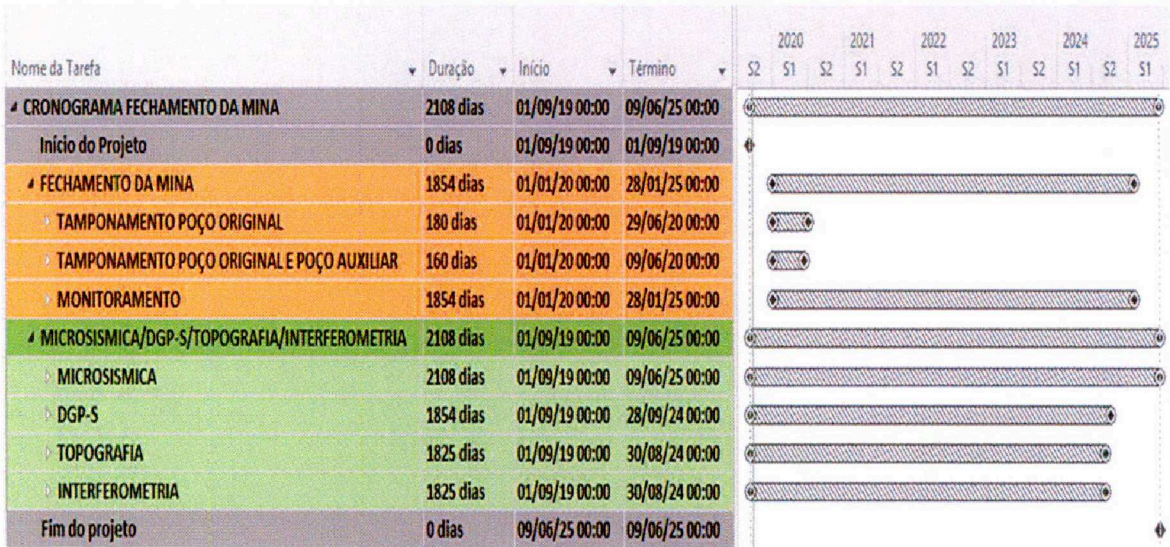 2020 2021 2022 2023 2024 2025
Nome da Tarefa Duração Início Término S2 S1 S2 S1 S2 S1 S2 S1 S2 S1 S2 S1
CRONOGRAMA FECHAMENTO DA MINA 2108 dias 01/09/19 00:00 09/06/25 00:00
Início do Projeto 0 dias 01/09/19 00:00 01/09/19 00:00
FECHAMENTO DA MINA 1854 dias 01/01/20 00:00 28/01/25 00:00
TAMPONAMENTO POÇO ORIGINAL 180 dias 01/01/20 00:00 29/06/20 00:00
TAMPONAMENTO POÇO ORIGINAL E POÇO AUXILIAR 160 dias 01/01/20 00:00 09/06/20 00:00
MONITORAMENTO 1854 dias 01/01/20 00:00 28/01/25 00:00
MICROSISMICA/DGP-S/TOPOGRAFIA/INTERFEROMETRIA 2108 dias 01/09/19 00:00 09/06/25 00:00
MICROSISMICA 2108 dias 01/09/19 00:00 09/06/25 00:00
DGP-S 1854 dias 01/09/19 00:00 28/09/24 00:00
TOPOGRAFIA 1825 dias 01/09/19 00:00 30/08/24 00:00
INTERFEROMETRIA 1825 dias 01/09/19 00:00 30/08/24 00:00
Fim do projeto 0 dias 09/06/25 00:00 09/06/25 00:00